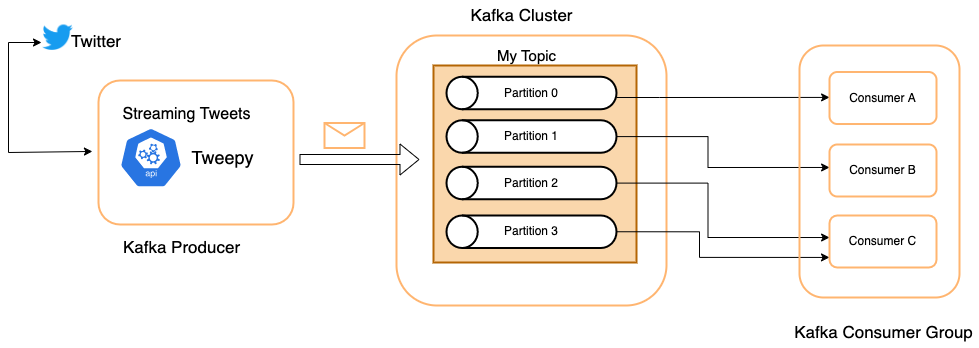 Kafka Cluster
Twitter
My Topic
Streaming Tweets
Tweepy
api
Kafka Producer
Partition 0
Partition 1
Partition 2
Partition 3
Consumer A
Consumer B
Consumer C
Kafka Consumer Group